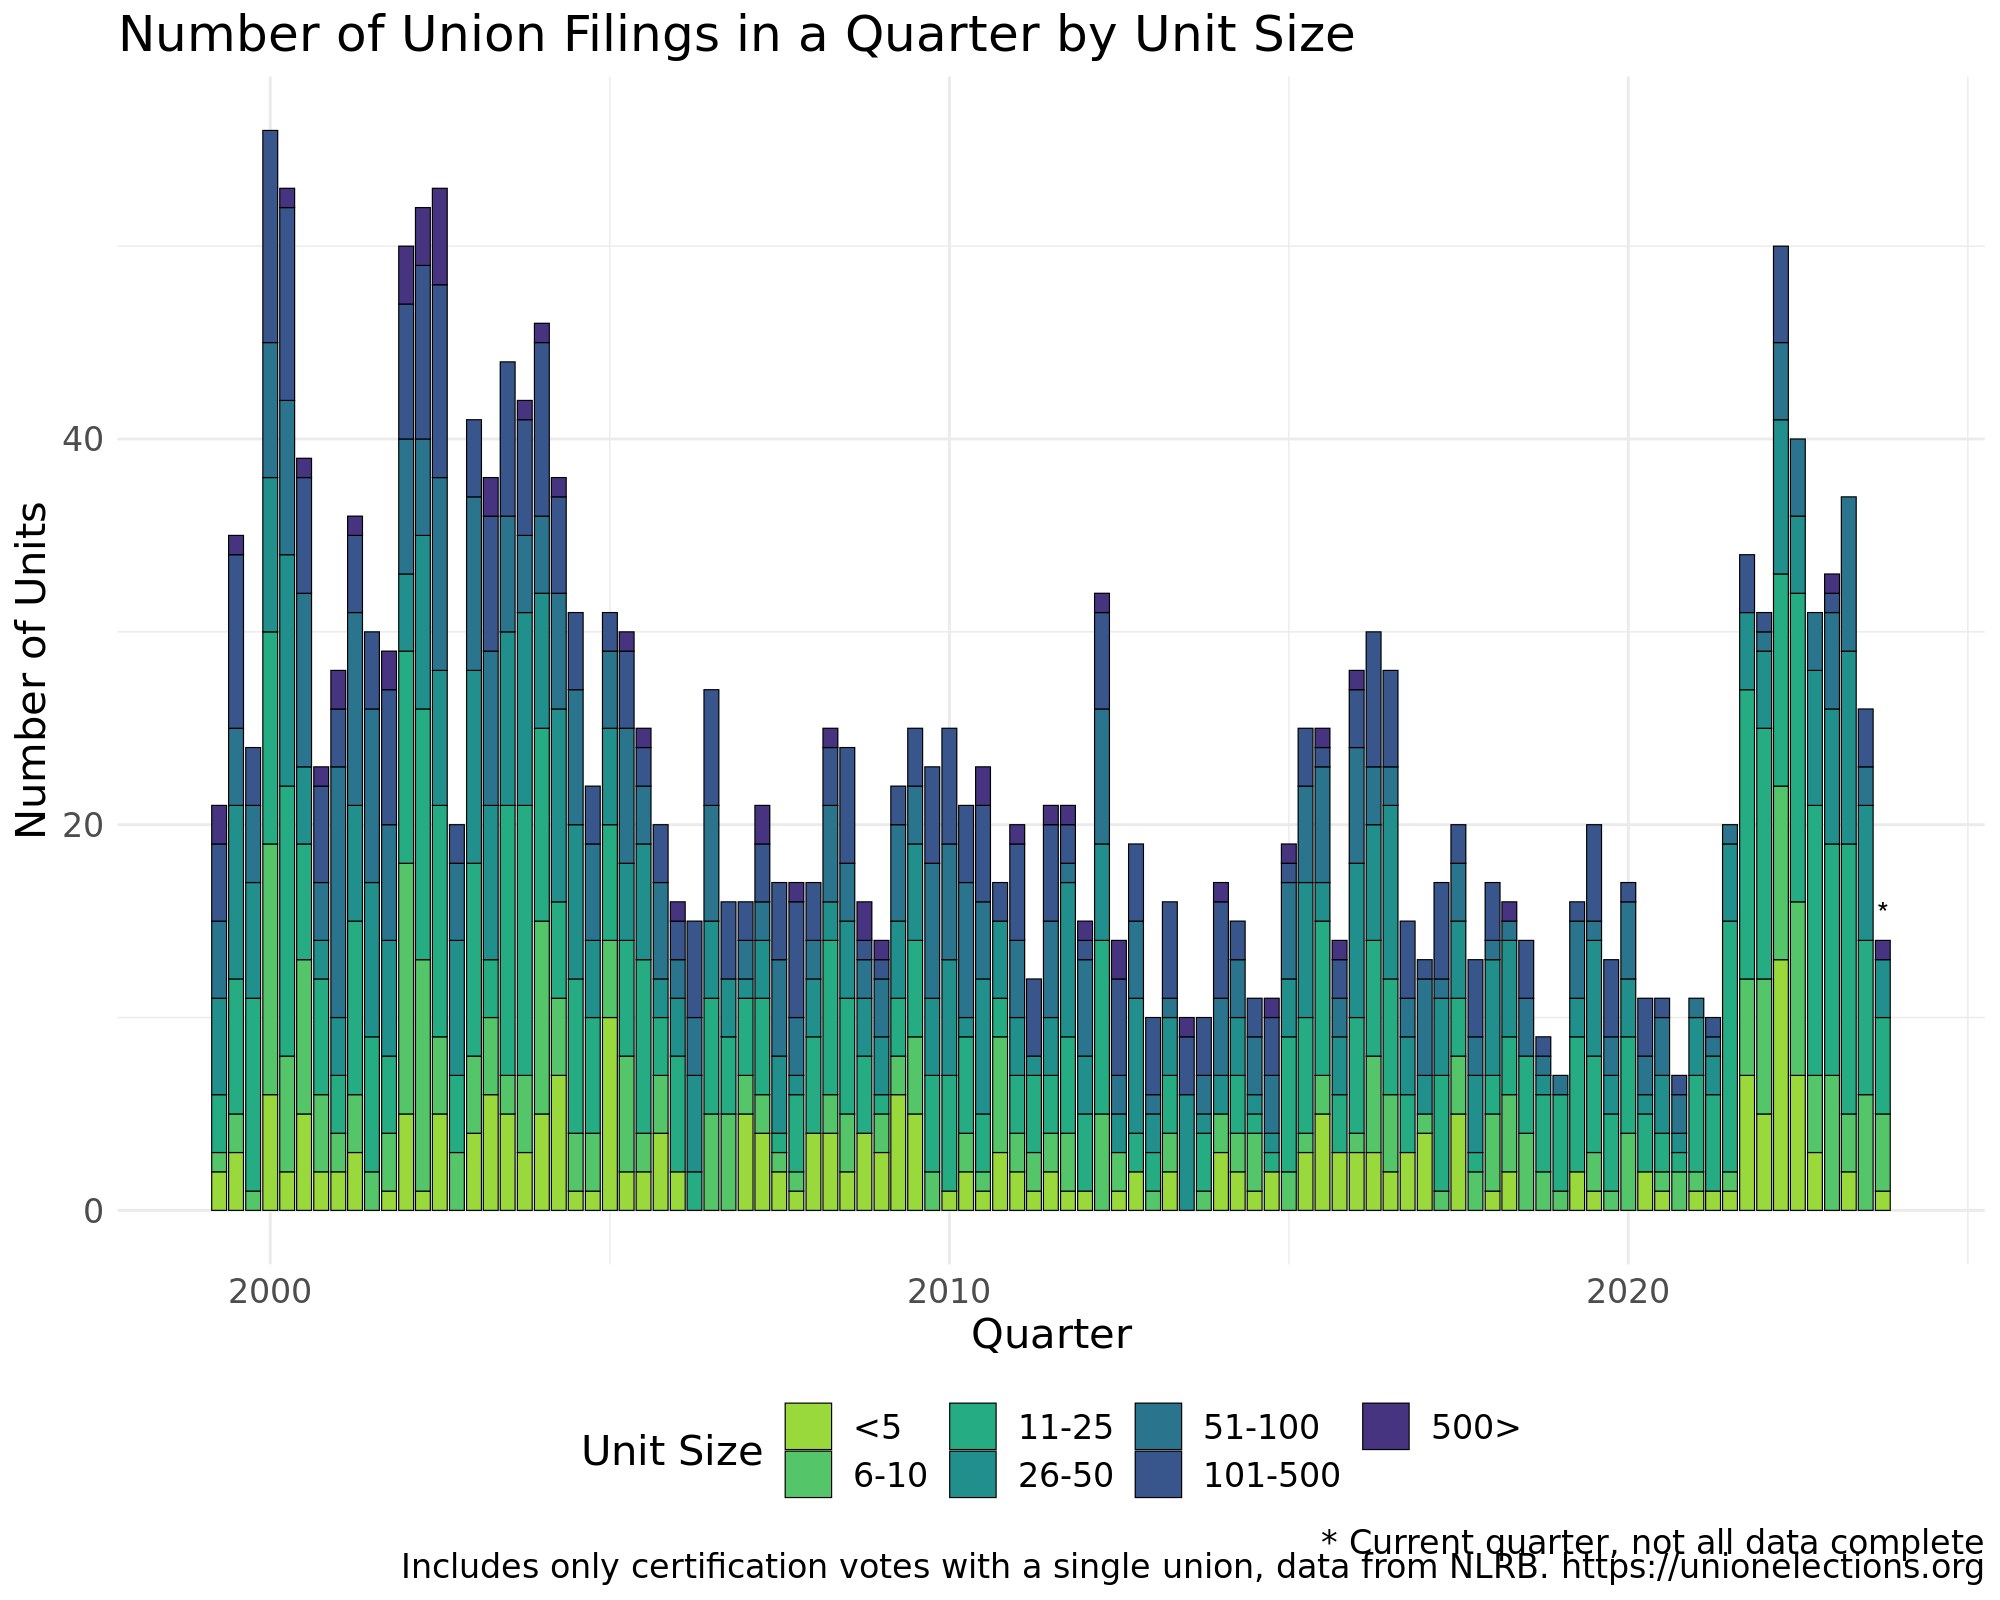 Number of Union Filings in a Quarter by Unit Size
Number of Units
40
20
0
*
2000 2010 2020
Quarter
Unit Size
<5 11-25 51-100 500>
6-10 26-50 101-500
* Current quarter, not all data complete
Includes only certification votes with a single union, data from NLRB. https://unionelections.org